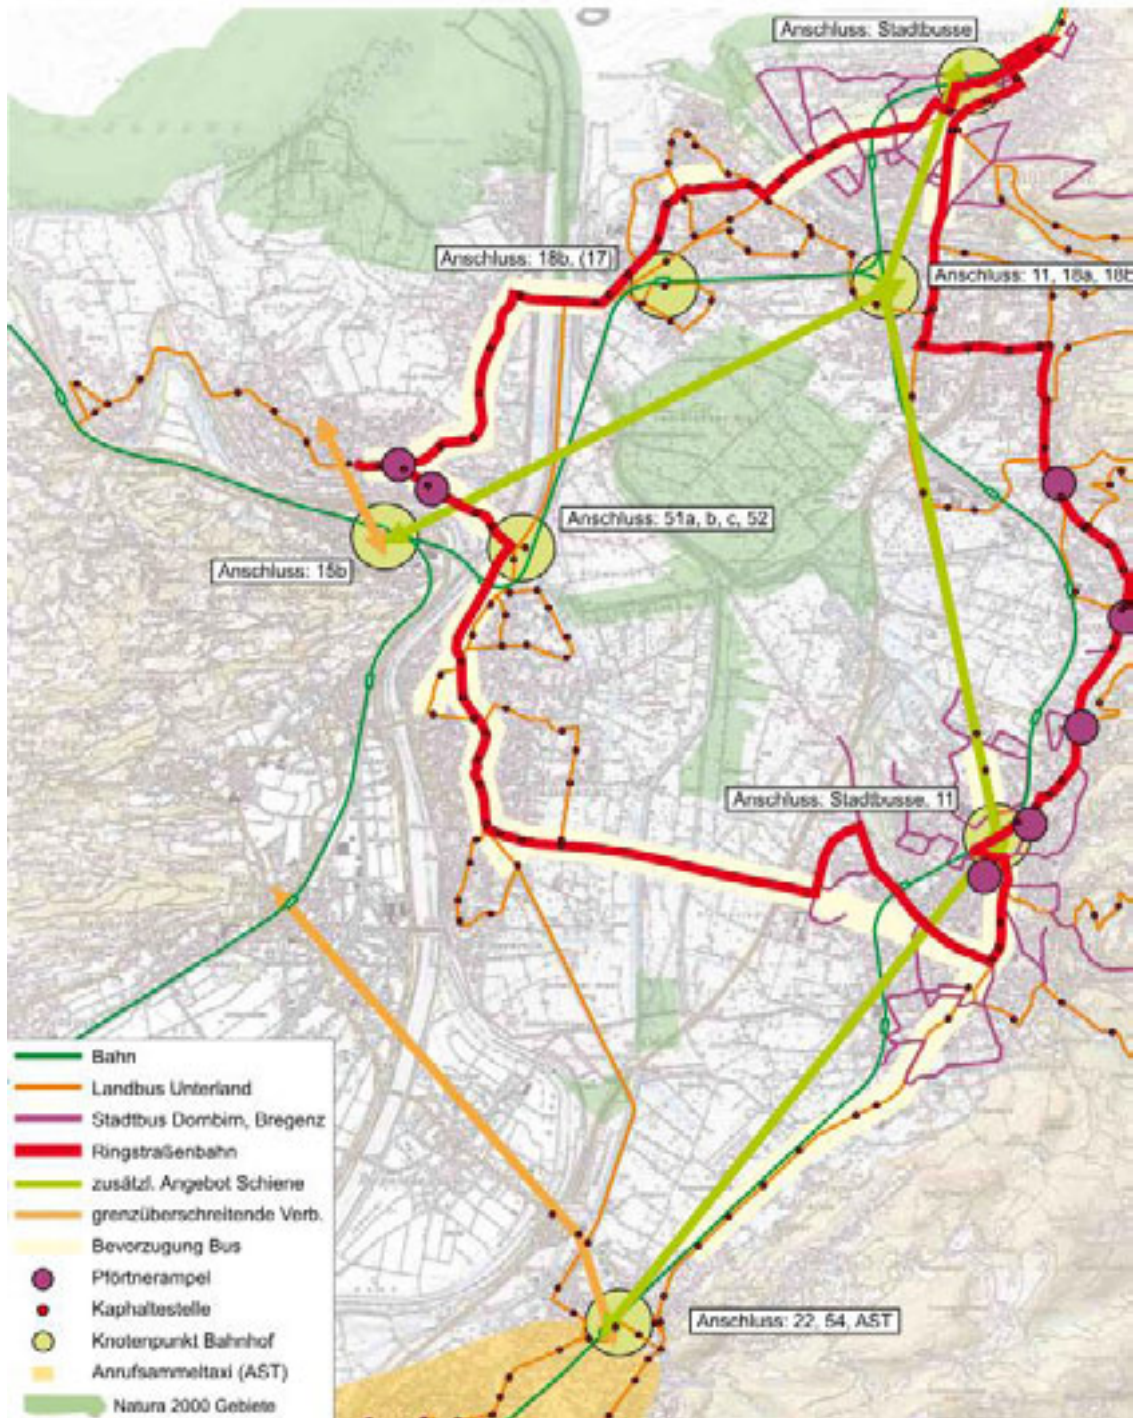 Anschluss: Stadtbusse
Anschluss: 18b, (17)
Anschluss: 11, 18a, 18b
Anschluss: 51a, b, c, 52
Anschluss: 15b
Anschluss: Stadtbusse, 11
Anschluss: 22, 54, AST
Bahn
Landbus Unterland
Stadtbus Dornbirn, Bregenz
Ringstraßenbahn
zusätzl. Angebot Schiene
grenzüberschreitende Verb.
Bevorzugung Bus
Pförtnerampel
Kaphaltestelle
Knotenpunkt Bahnhof
Anrufsammeltaxi (AST)
Natura 2000 Gebiete